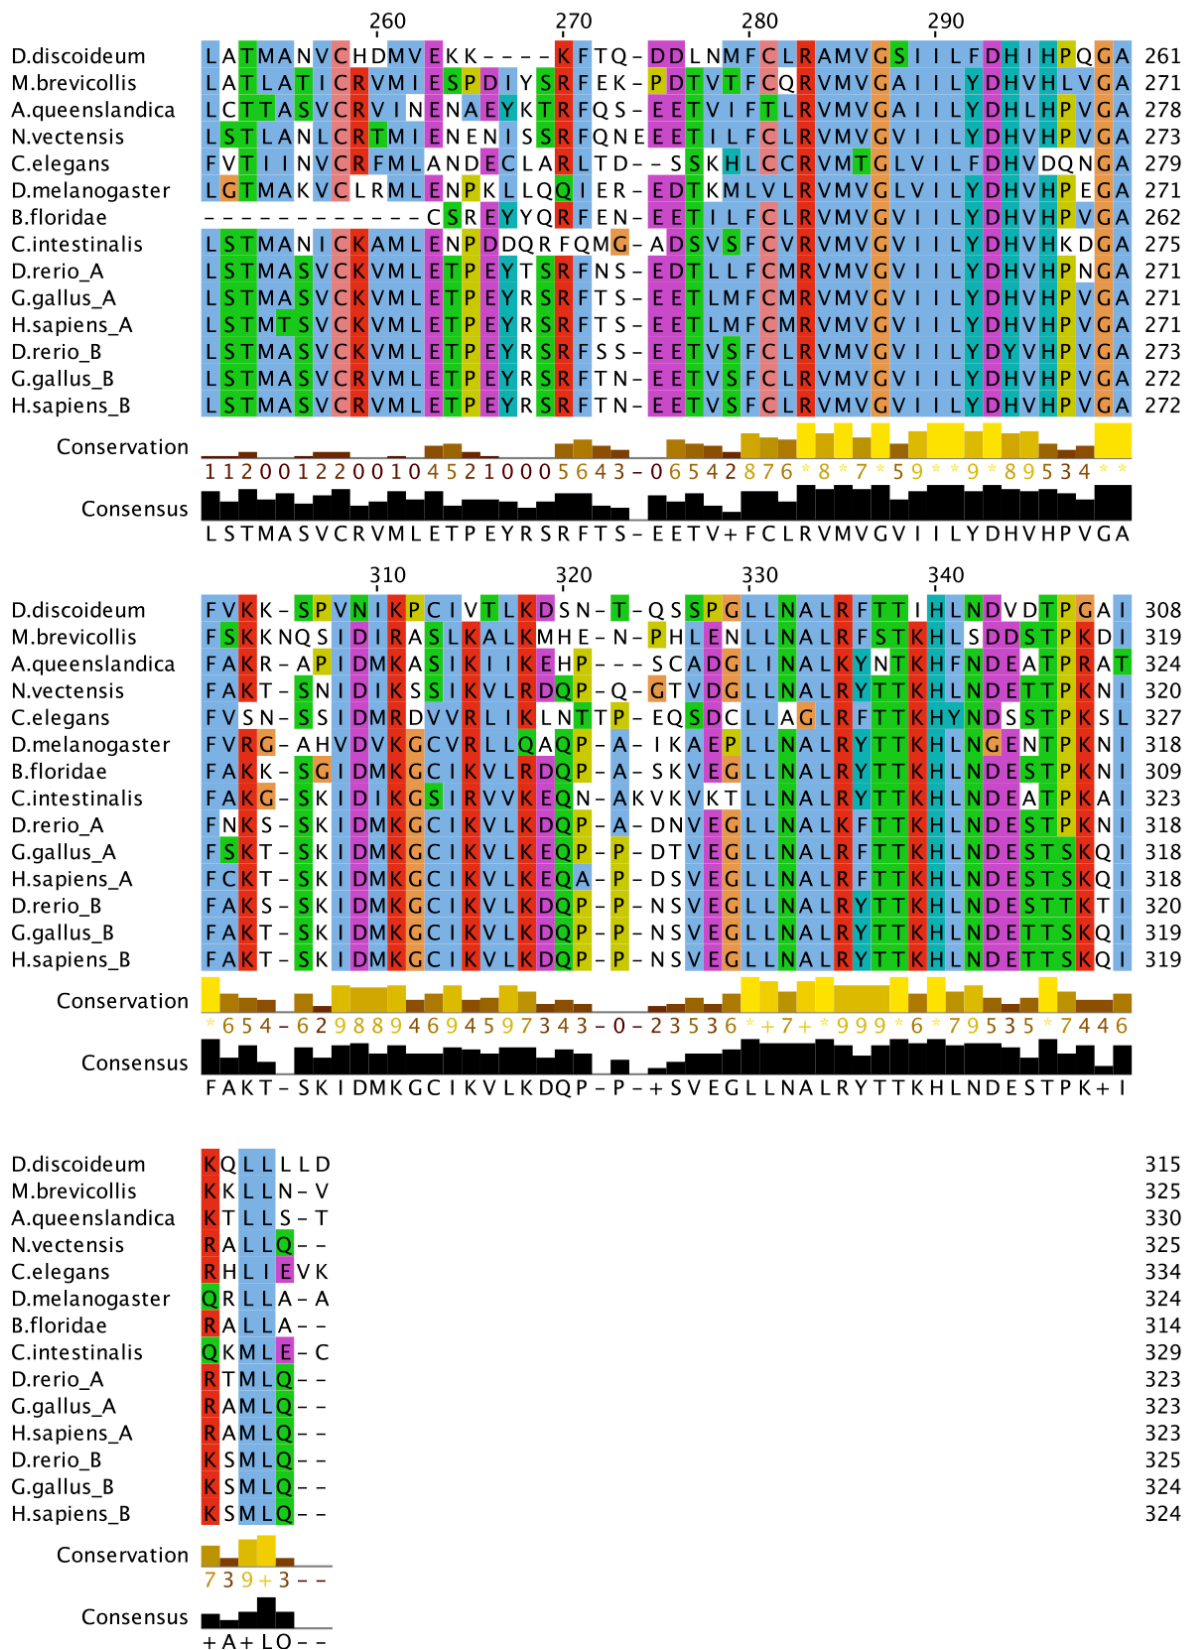 260 270 280 290
D.discoideum LATMANVCHDMVEKK----KFTQ-DDLNMFCLRAMVGSIILFDHIHPQGA 261
M.brevicollis LATLATICRVMIESPDIYSRFEK-PDTVTFCQRVMVGAIILYDHVHLVGA 271
A.queenslandica LCTTASVCRVINENAEYKTRFQS-EETVIFTLRVMVGAIILYDHLHPVGA 278
N.vectensis LSTLANLCRTMIENENISSRFQNEEETILFCLRVMVGVIILYDHVHPVGA 273
C.elegans FVTIINVCRFMLANDECLARLTD--SSKHLCCRVMTGLVILFDHVDQNGA 279
D.melanogaster LGTMAKVCLRMLENPKLLQQIER-EDTKMLVLRVMVGLVILYDHVHPEGA 271
B.floridae ------------CSREYYQRFEN-EETILFCLRVMVGVIILYDHVHPVGA 262
C.intestinalis LSTMANICKAMLENPDDQRFQMG-ADSVSFCVRVMVGVIILYDHVHKDGA 275
D.rerio_A LSTMASVCKVMLETPEYTSRFNS-EDTLLFCMRVMVGVIILYDHVHPNGA 271
G.gallus_A LSTMASVCKVMLETPEYRSRFTS-EETLMFCMRVMVGVIILYDHVHPVGA 271
H.sapiens_A LSTMTSVCKVMLETPEYRSRFTS-EETLMFCMRVMVGVIILYDHVHPVGA 271
D.rerio_B LSTMASVCKVMLETPEYRSRFSS-EETVSFCLRVMVGVIILYDYVHPVGA 273
G.gallus_B LSTMASVCRVMLETPEYRSRFTN-EETVSFCLRVMVGVIILYDHVHPVGA 272
H.sapiens_B LSTMASVCRVMLETPEYRSRFTN-EETVSFCLRVMVGVIILYDHVHPVGA 272
Conservation
11200122001045210005643-06542876*8*7*59**9*89534**
Consensus
LSTMASVCRVMLETPEYRSRFTS-EETV+FCLRVMVGVIILYDHVHPVGA
310 320 330 340
D.discoideum FVKK-SPVNIKPCIVTLKDSN-T-QSSPGLLNALRFTTIHLNDVDTPGAI 308
M.brevicollis FSKKNQSIDIRASLKALKMHE-N-PHLENLLNALRFSTKHLSDDSTPKDI 319
A.queenslandica FAKR-APIDMKASIKIIKEHP---SCADGLINALKYNTKHFNDEATPRAT 324
N.vectensis FAKT-SNIDIKSSIKVLRDQP-Q-GTVDGLLNALRYTTKHLNDETTPKNI 320
C.elegans FVSN-SSIDMRDVVRLIKLNTTP-EQSDCLLAGLRFTTKHYNDSSTPKSL 327
D.melanogaster FVRG-AHVDVKGCVRLLQAQP-A-IKAEPLLNALRYTTKHLNGENTPKNI 318
B.floridae FAKK-SGIDMKGCIKVLRDQP-A-SKVEGLLNALRYTTKHLNDESTPKNI 309
C.intestinalis FAKG-SKIDIKGSIRVVKEQN-AKVKVKTLLNALRYTTKHLNDEATPKAI 323
D.rerio_A FNKS-SKIDMKGCIKVLKDQP-A-DNVEGLLNALKFTTKHLNDESTPKNI 318
G.gallus_A FSKT-SKIDMKGCIKVLKEQP-P-DTVEGLLNALRFTTKHLNDESTSKQI 318
H.sapiens_A FCKT-SKIDMKGCIKVLKEQA-P-DSVEGLLNALRFTTKHLNDESTSKQI 318
D.rerio_B FAKS-SKIDMKGCIKVLKDQP-P-NSVEGLLNALRYTTKHLNDESTTKTI 320
G.gallus_B FAKT-SKIDMKGCIKVLKDQP-P-NSVEGLLNALRYTTKHLNDETTSKQI 319
H.sapiens_B FAKT-SKIDMKGCIKVLKDQP-P-NSVEGLLNALRYTTKHLNDETTSKQI 319
Conservation
*654-6298894694597343-0-23536*+7+*999*6*79535*7446
Consensus
FAKT-SKIDMKGCIKVLKDQP-P-+SVEGLLNALRYTTKHLNDESTPK+I
D.discoideum KQLLLLD 315
M.brevicollis KKLLN-V 325
A.queenslandica KTLLS-T 330
N.vectensis RALLQ-- 325
C.elegans RHLIEVK 334
D.melanogaster QRLLA-A 324
B.floridae RALLA-- 314
C.intestinalis QKMLE-C 329
D.rerio_A RTMLQ-- 323
G.gallus_A RAMLQ-- 323
H.sapiens_A RAMLQ-- 323
D.rerio_B KSMLQ-- 325
G.gallus_B KSMLQ-- 324
H.sapiens_B KSMLQ-- 324
Conservation
739+3--
Consensus
+A+LQ--